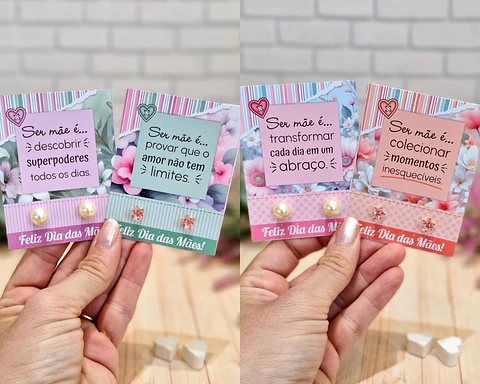 Ser mãe é...
descobrir
superpoderes
todos os dias.
Feliz Dia das Mães!
Ser mãe é...
provar que o
amor não tem
limites.
Feliz Dia das Mães!
Ser mãe é...
transformar
cada dia em um
abraço.
Feliz Dia das Mães!
Ser mãe é...
colecionar
momentos
inesquecíveis.
Feliz Dia das Mães!